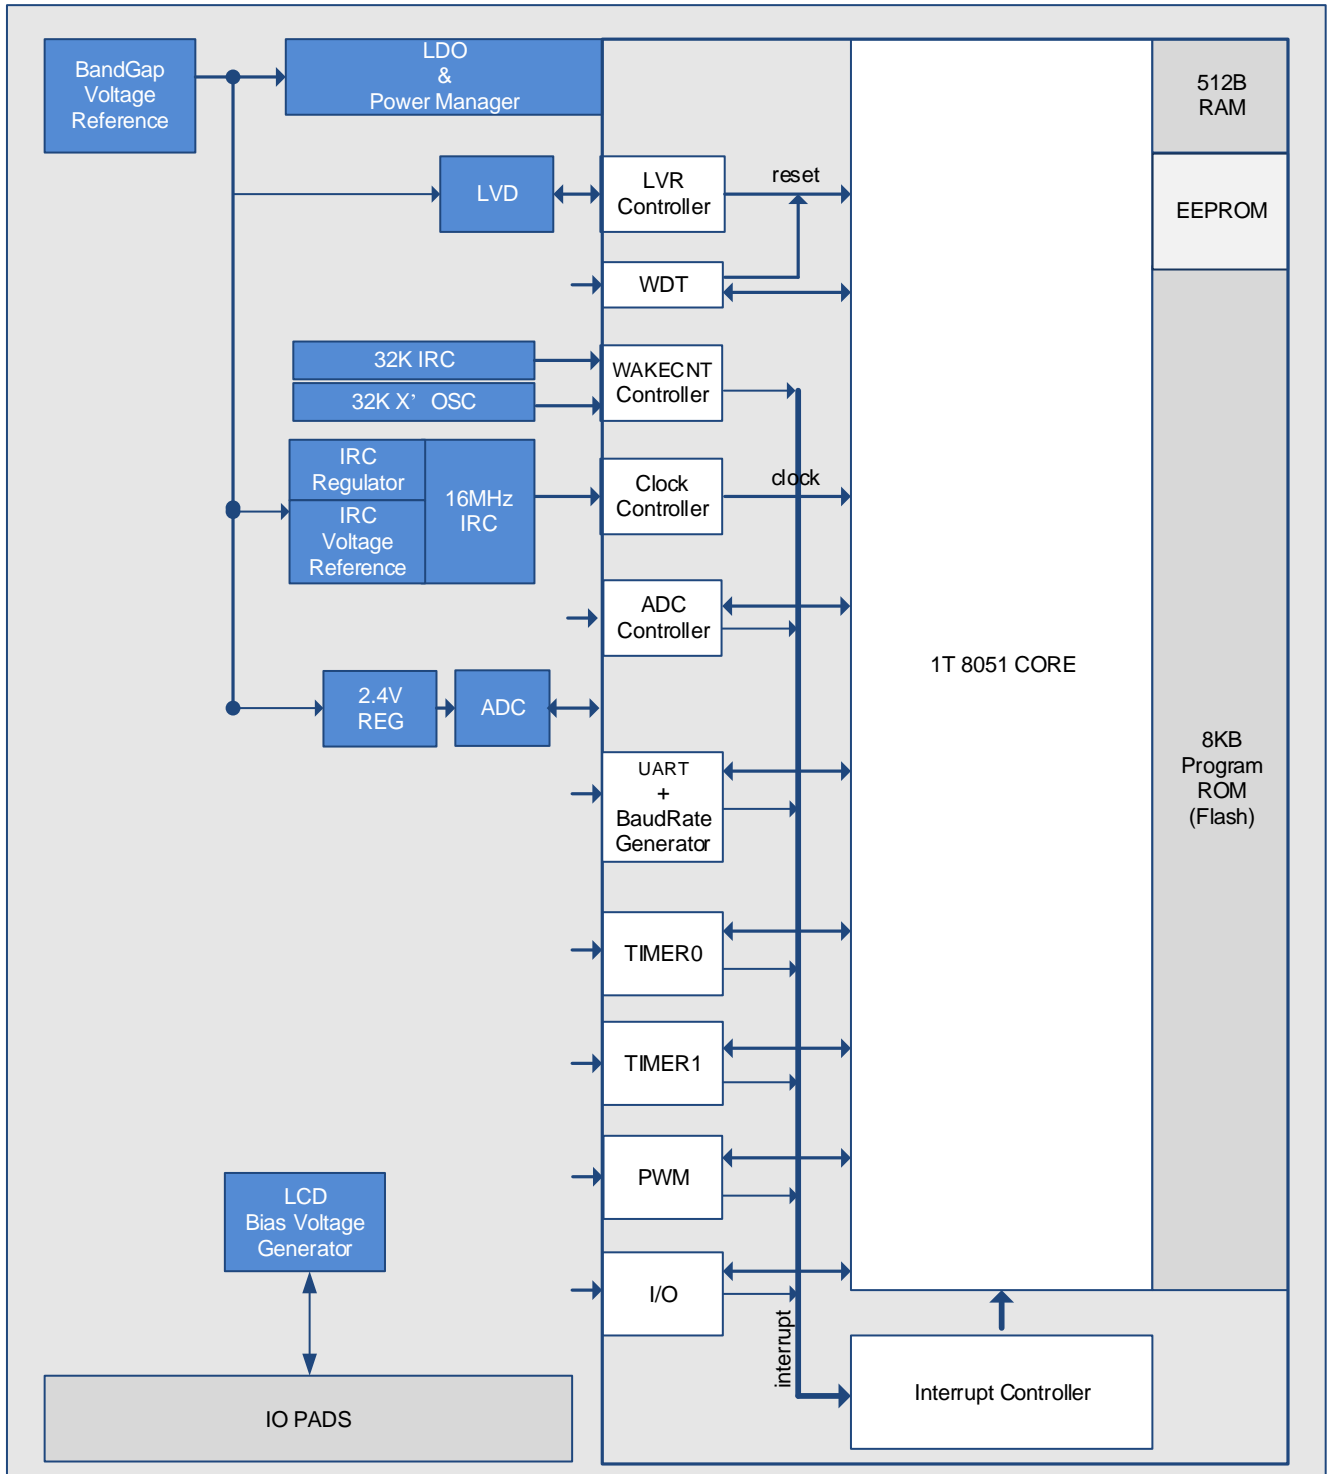 BandGap
Voltage
Reference
LDO
&
Power Manager
512B
RAM
LVD
LVR
Controller
reset
EEPROM
WDT
32K IRC
32K X’ OSC
WAKECNT
Controller
IRC
Regulator
IRC
Voltage
Reference
16MHz
IRC
Clock
Controller
clock
ADC
Controller
1T 8051 CORE
2.4V
REG
ADC
UART
+
BaudRate
Generator
8KB
Program
ROM
(Flash)
TIMER0
TIMER1
PWM
LCD
Bias Voltage
Generator
I/O
interrupt
Interrupt Controller
IO PADS